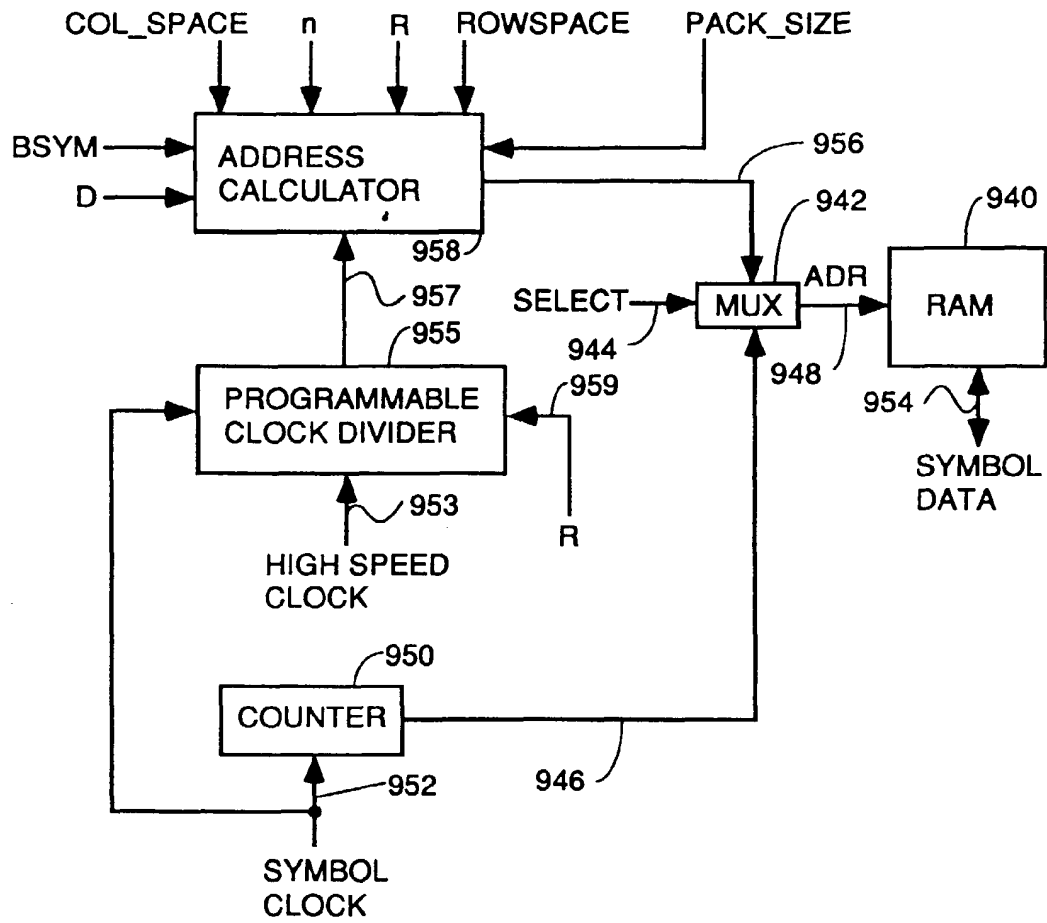 COL_SPACE n R ROWSPACE PACK_SIZE
BSYM
D
ADDRESS
CALCULATOR
956
958
942
940
957
SELECT
MUX
ADR
RAM
944
948
955
959
954
PROGRAMMABLE
CLOCK DIVIDER
SYMBOL
DATA
953
R
HIGH SPEED
CLOCK
950
COUNTER
952
946
SYMBOL
CLOCK